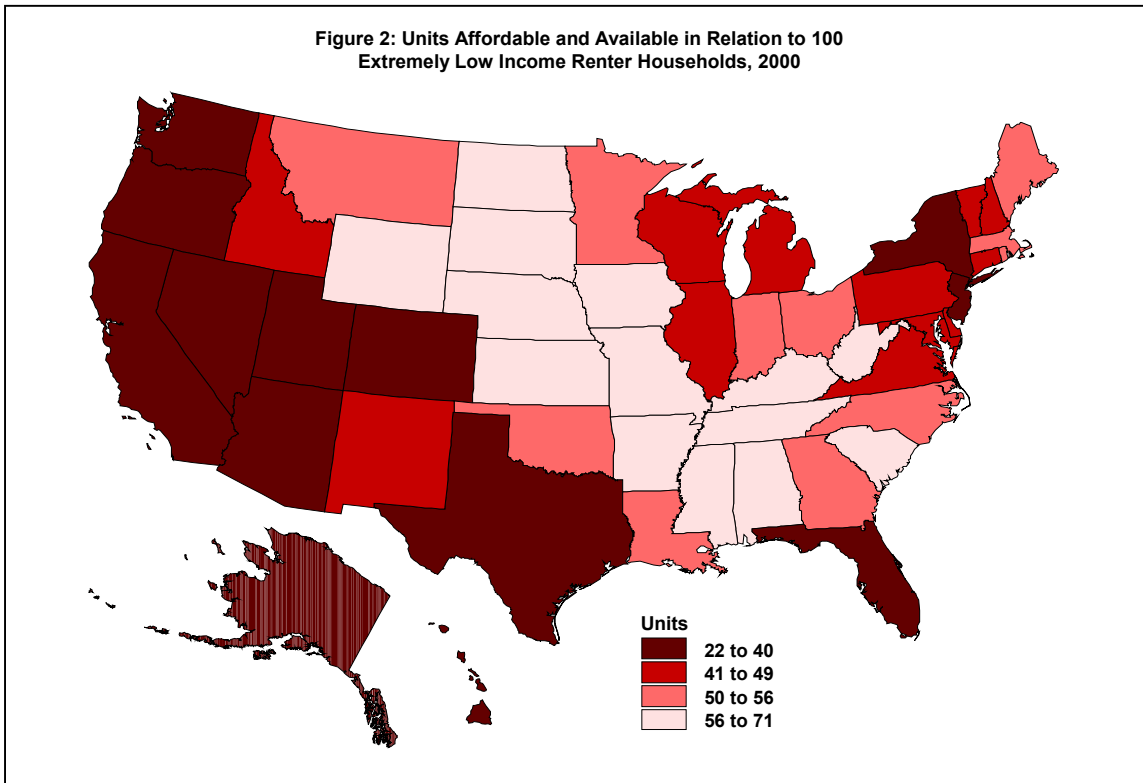 Figure 2: Units Affordable and Available in Relation to 100
Extremely Low Income Renter Households, 2000
Units
22 to 40
41 to 49
50 to 56
56 to 71